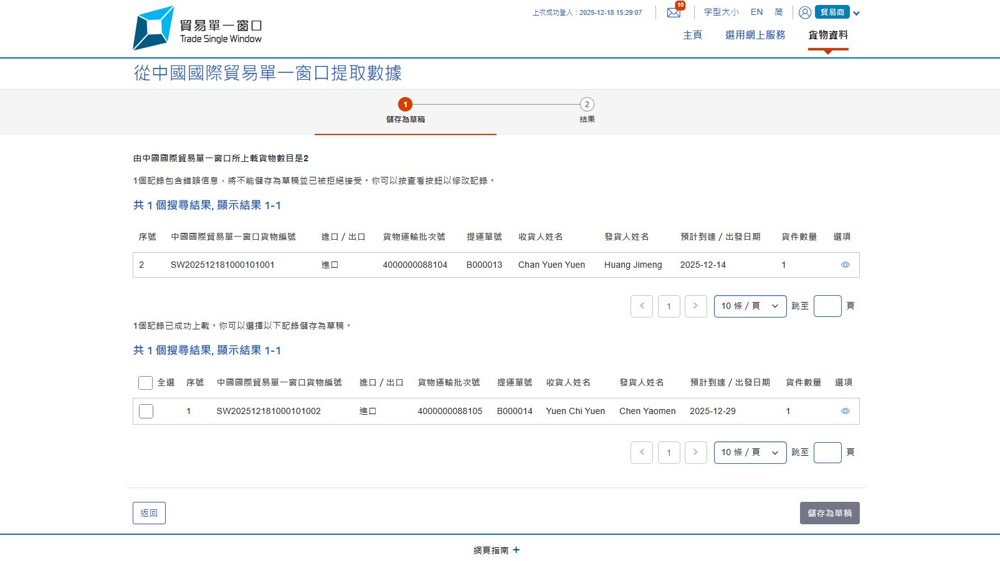 貿易單一窗口
Trade Single Window
上次成功登入：2025-12-18 15:29:07
10
字型大小 EN 简 貿易商
主頁 選用網上服務 貨物資料
從中國國際貿易單一窗口提取數據
1 2
儲存為草稿 結果
由中國國際貿易單一窗口所上載貨物數目是2
1個記錄包含錯誤信息，將不能儲存為草稿並已被拒絕接受。你可以按查看按鈕以修改記錄。
共 1 個搜尋結果, 顯示結果 1-1
序號 中國國際貿易單一窗口貨物編號 進口 / 出口 貨物運輸批次號 提運單號 收貨人姓名 發貨人姓名 預計到達 / 出發日期 貨件數量 選項
2 SW202512181000101001 進口 4000000088104 B000013 Chan Yuen Yuen Huang Jimeng 2025-12-14 1
< 1 > 10 條 / 頁 跳至 頁
1個記錄已成功上載。你可以選擇以下記錄儲存為草稿。
共 1 個搜尋結果, 顯示結果 1-1
全選 序號 中國國際貿易單一窗口貨物編號 進口 / 出口 貨物運輸批次號 提運單號 收貨人姓名 發貨人姓名 預計到達 / 出發日期 貨件數量 選項
1 SW202512181000101002 進口 4000000088105 B000014 Yuen Chi Yuen Chen Yaomen 2025-12-29 1
< 1 > 10 條 / 頁 跳至 頁
返回 儲存為草稿
網頁指南 +